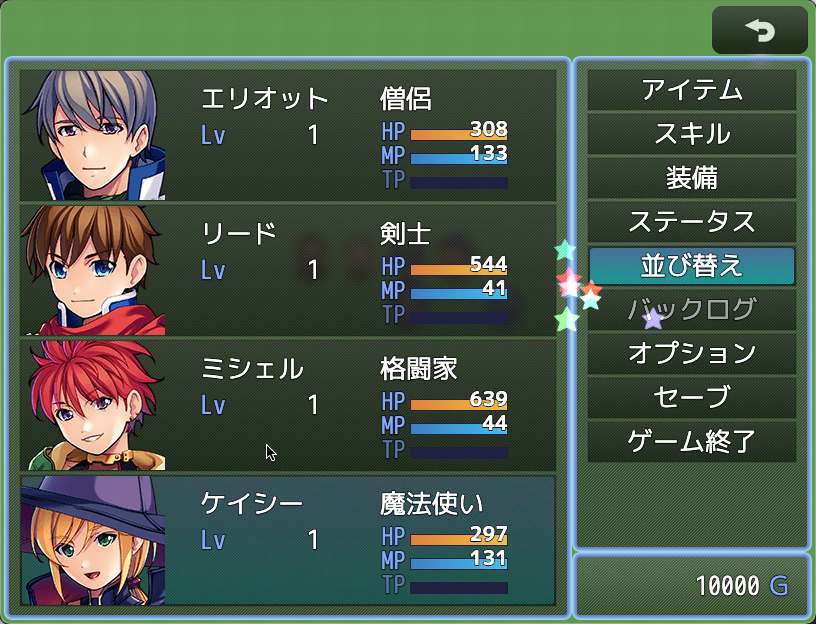 エリオット 僧侶
Lv 1 HP 308
MP 133
TP
リード 剣士
Lv 1 HP 544
MP 41
TP
ミシェル 格闘家
Lv 1 HP 639
MP 44
TP
ケイシー 魔法使い
Lv 1 HP 297
MP 131
TP
アイテム
スキル
装備
ステータス
並び替え
バックログ
オプション
セーブ
ゲーム終了
10000 G